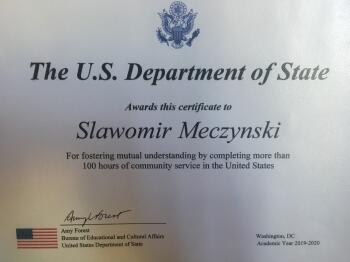 The U.S. Department of State
Awards this certificate to
Slawomir Meczynski
For fostering mutual understanding by completing more than
100 hours of community service in the United States
Amy Forest
Amy Forest
Bureau of Educational and Cultural Affairs
United States Department of State
Washington, DC
Academic Year 2019-2020